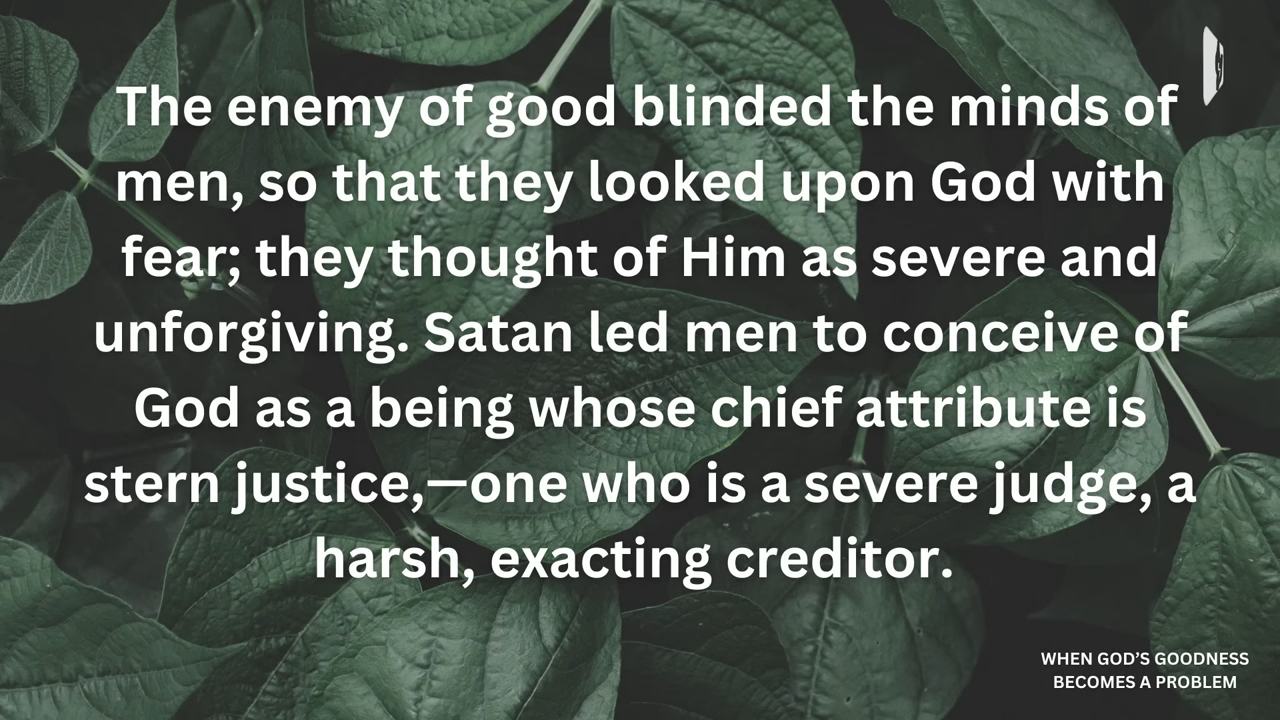 The enemy of good blinded the minds of
men, so that they looked upon God with
fear; they thought of Him as severe and
unforgiving. Satan led men to conceive of
God as a being whose chief attribute is
stern justice,—one who is a severe judge, a
harsh, exacting creditor.
WHEN GOD’S GOODNESS
BECOMES A PROBLEM